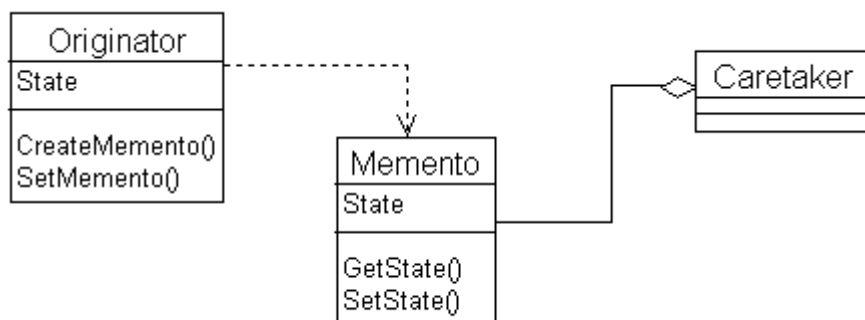 Originator
State
CreateMemento()
SetMemento()
Memento
State
GetState()
SetState()
Caretaker